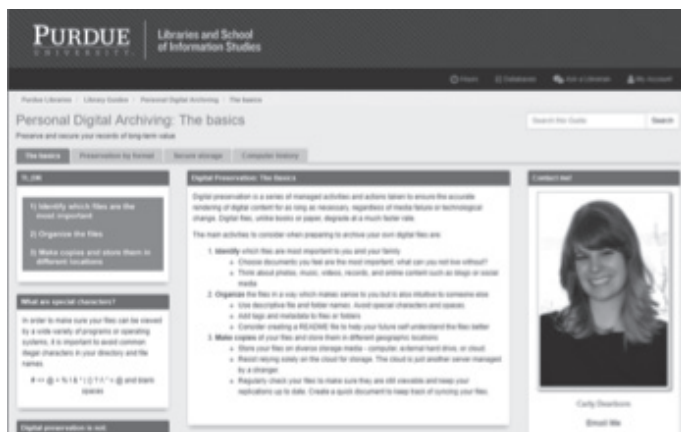 PURDUE
UNIVERSITY
Libraries and School
of Information Studies
Hours Databases Ask a Librarian My Account
Purdue Libraries / Library Guides / Personal Digital Archiving / The basics
Personal Digital Archiving: The basics
Preserve and secure your records of long-term value
Search this Guide Search
The basics Preservation by format Secure storage Computer history
1) Identify which files are the
most important
2) Organize the files
3) Make copies and store them in
different locations
What are special characters?
In order to make sure your files can be viewed
by a wide variety of programs or operating
systems, it is important to avoid common
illegal characters in your directory and file
names.
and blank
spaces
Digital preservation is not:
Digital Preservation: The Basics
Digital preservation is a series of managed activities and actions taken to ensure the accurate
rendering of digital content for as long as necessary, regardless of media failure or technological
change. Digital files, unlike books or paper, degrade at a much faster rate.
The main activities to consider when preparing to archive your own digital files are:
1. Identify which files are most important to you and your family
Choose documents you feel are the most important: what can you not live without?
Think about photos, music, videos, records, and online content such as blogs or social
media
2. Organize the files in a way which makes sense to you but is also intuitive to someone else
Use descriptive file and folder names. Avoid special characters and spaces.
Add tags and metadata to files or folders
Consider creating a README file to help your future self understand the files better
3. Make copies of your files and store them in different geographic locations
Store your files on diverse storage media - computer, external hard drive, or cloud.
Resist relying solely on the cloud for storage. The cloud is just another server managed
by a stranger.
Regularly check your files to make sure they are still viewable and keep your
replications up to date. Create a quick document to keep track of syncing your files.
Contact me!
Carly Dearborn
Email Me